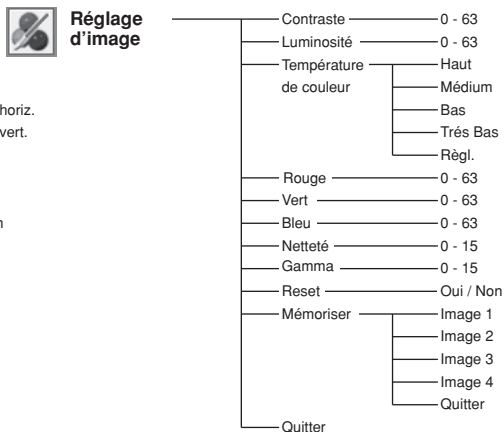 Réglage
d'image
horiz.
vert.
n
Contraste 0 - 63
Luminosité 0 - 63
Température Haut
de couleur Médium
Bas
Trés Bas
Règl.
Rouge 0 - 63
Vert 0 - 63
Bleu 0 - 63
Netteté 0 - 15
Gamma 0 - 15
Reset Oui / Non
Mémoriser Image 1
Image 2
Image 3
Image 4
Quitter
Quitter